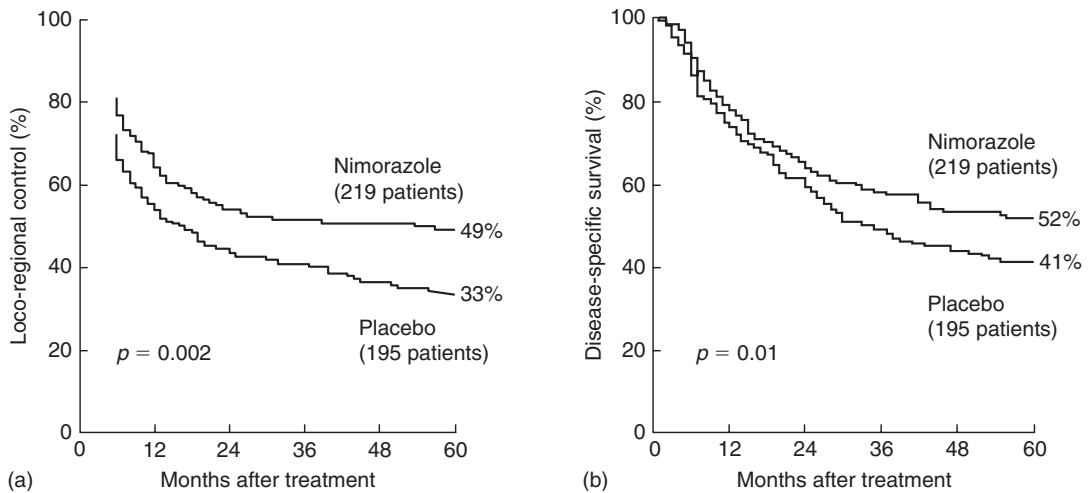 100
80
60
40
20
0
Loco-regional control (%)
Nimorazole
(219 patients)
49%
33%
Placebo
(195 patients)
p = 0.002
0
12
24
36
48
60
Months after treatment
(a)
100
80
60
40
20
0
Disease-specific survival (%)
Nimorazole
(219 patients)
52%
41%
Placebo
(195 patients)
p = 0.01
0
12
24
36
48
60
Months after treatment
(b)